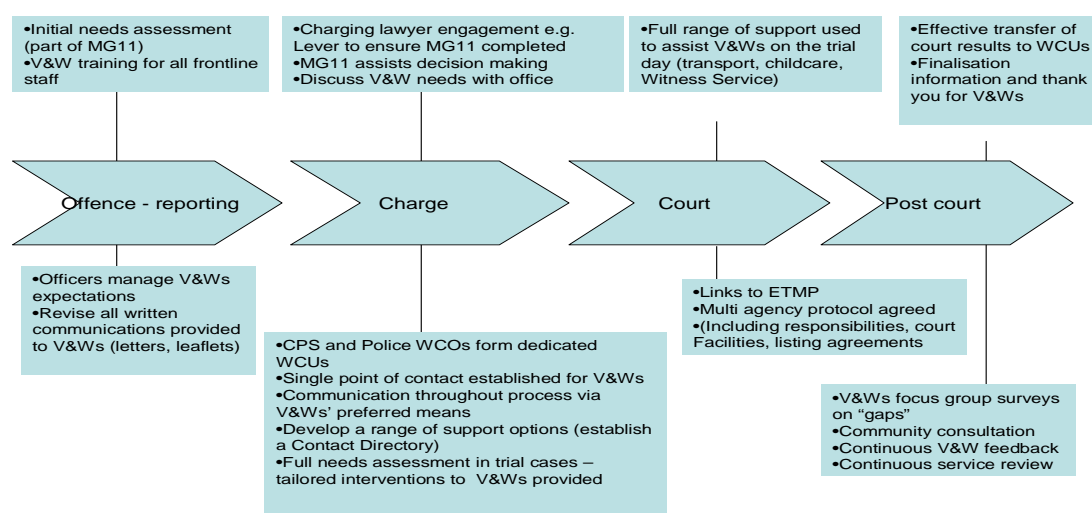 •Initial needs assessment
(part of MG11)
•V&W training for all frontline
staff
•Charging lawyer engagement e.g.
Lever to ensure MG11 completed
•MG11 assists decision making
•Discuss V&W needs with office
•Full range of support used
to assist V&Ws on the trial
day (transport, childcare,
Witness Service)
•Effective transfer of
court results to WCUs
•Finalisation
information and thank
you for V&Ws
Offence - reporting
Charge
Court
Post court
•Officers manage V&Ws
expectations
•Revise all written
communications provided
to V&Ws (letters, leaflets)
•CPS and Police WCOs form dedicated
WCUs
•Single point of contact established for V&Ws
•Communication throughout process via
V&Ws’ preferred means
•Develop a range of support options (establish
a Contact Directory)
•Full needs assessment in trial cases –
tailored interventions to V&Ws provided
•Links to ETMP
•Multi agency protocol agreed
•(Including responsibilities, court
Facilities, listing agreements
•V&Ws focus group surveys
on “gaps”
•Community consultation
•Continuous V&W feedback
•Continuous service review